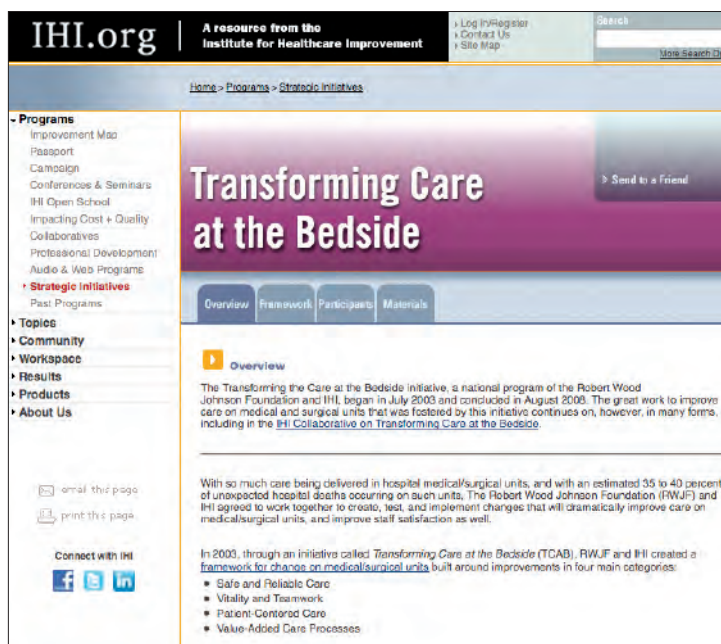 IHI.org
A resource from the
Institute for Healthcare Improvement
Log In/Register
Contact Us
Site Map
Search
More Search
Home > Programs > Strategic Initiatives
Programs
Improvement Map
Passport
Campaign
Conferences & Seminars
IHI Open School
Impacting Cost + Quality
Collaboratives
Professional Development
Audio & Web Programs
Strategic Initiatives
Past Programs
Topics
Community
Workspace
Results
Products
About Us
email this page
print this page
Connect with IHI
Transforming Care
at the Bedside
> Send to a Friend
Overview Framework Participants Materials
Overview
The Transforming the Care at the Bedside initiative, a national program of the Robert Wood
Johnson Foundation and IHI, began in July 2003 and concluded in August 2008. The great work to improve
care on medical and surgical units that was fostered by this initiative continues on, however, in many forms,
including in the IHI Collaborative on Transforming Care at the Bedside.
With so much care being delivered in hospital medical/surgical units, and with an estimated 35 to 40 percent
of unexpected hospital deaths occurring on such units, The Robert Wood Johnson Foundation (RWJF) and
IHI agreed to work together to create, test, and implement changes that will dramatically improve care on
medical/surgical units, and improve staff satisfaction as well.
In 2003, through an initiative called Transforming Care at the Bedside (TCAB), RWJF and IHI created a
framework for change on medical/surgical units built around improvements in four main categories:
Safe and Reliable Care
Vitality and Teamwork
Patient-Centered Care
Value-Added Care Processes